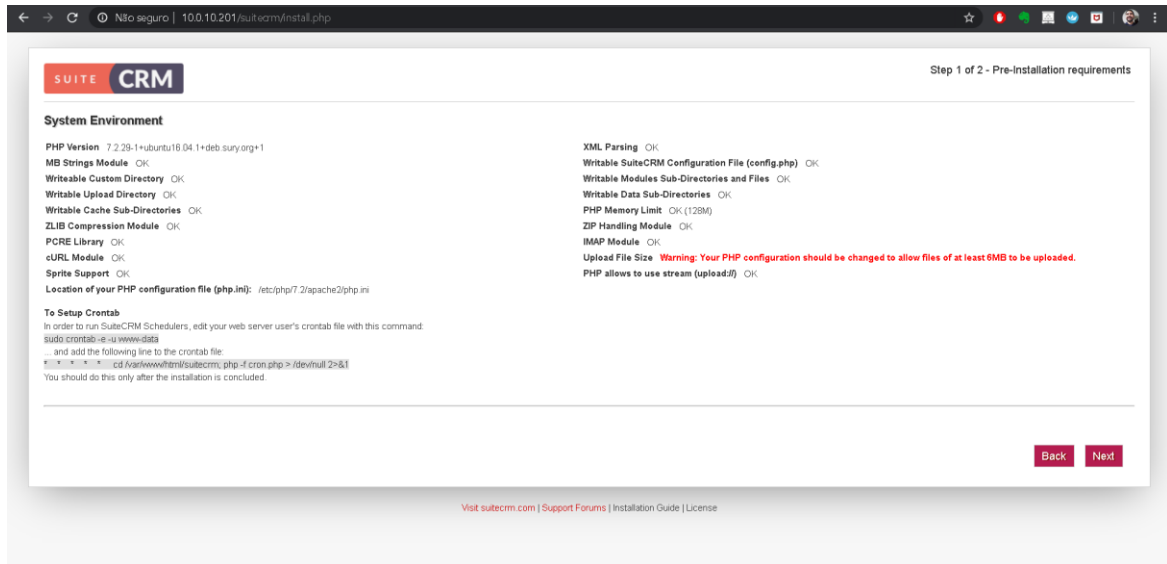 Não seguro | 10.0.10.201/suitecrm/install.php
SUITE CRM
Step 1 of 2 - Pre-Installation requirements
System Environment
PHP Version 7.2.29-1+ubuntu16.04.1+deb.sury.org+1
MB Strings Module OK
Writeable Custom Directory OK
Writable Upload Directory OK
Writable Cache Sub-Directories OK
ZLIB Compression Module OK
PCRE Library OK
cURL Module OK
Sprite Support OK
Location of your PHP configuration file (php.ini): /etc/php/7.2/apache2/php.ini
XML Parsing OK
Writable SuiteCRM Configuration File (config.php) OK
Writable Modules Sub-Directories and Files OK
Writable Data Sub-Directories OK
PHP Memory Limit OK (128M)
ZIP Handling Module OK
IMAP Module OK
Upload File Size Warning: Your PHP configuration should be changed to allow files of at least 6MB to be uploaded.
PHP allows to use stream (upload://) OK
To Setup Crontab
In order to run SuiteCRM Schedulers, edit your web server user's crontab file with this command:
sudo crontab -e -u www-data
... and add the following line to the crontab file:
* * * * * cd /var/www/html/suitecrm; php -f cron.php > /dev/null 2>&1
You should do this only after the installation is concluded.
Back Next
Visit suitecrm.com | Support Forums | Installation Guide | License